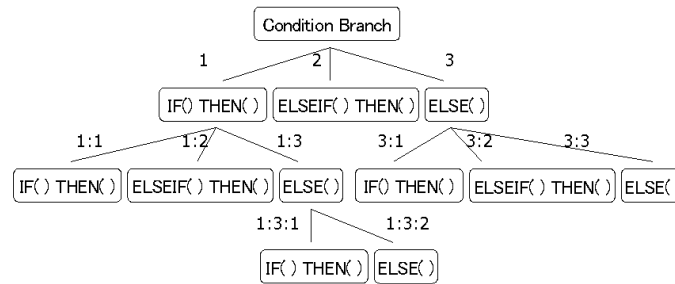 Condition Branch
1 2 3
IF() THEN( ) ELSEIF( ) THEN( ) ELSE( )
1:1 1:2 1:3 3:1 3:2 3:3
IF( ) THEN( ) ELSEIF( ) THEN( ) ELSE( ) IF( ) THEN( ) ELSEIF( ) THEN( ) ELSE(
1:3:1 1:3:2
IF( ) THEN( ) ELSE( )